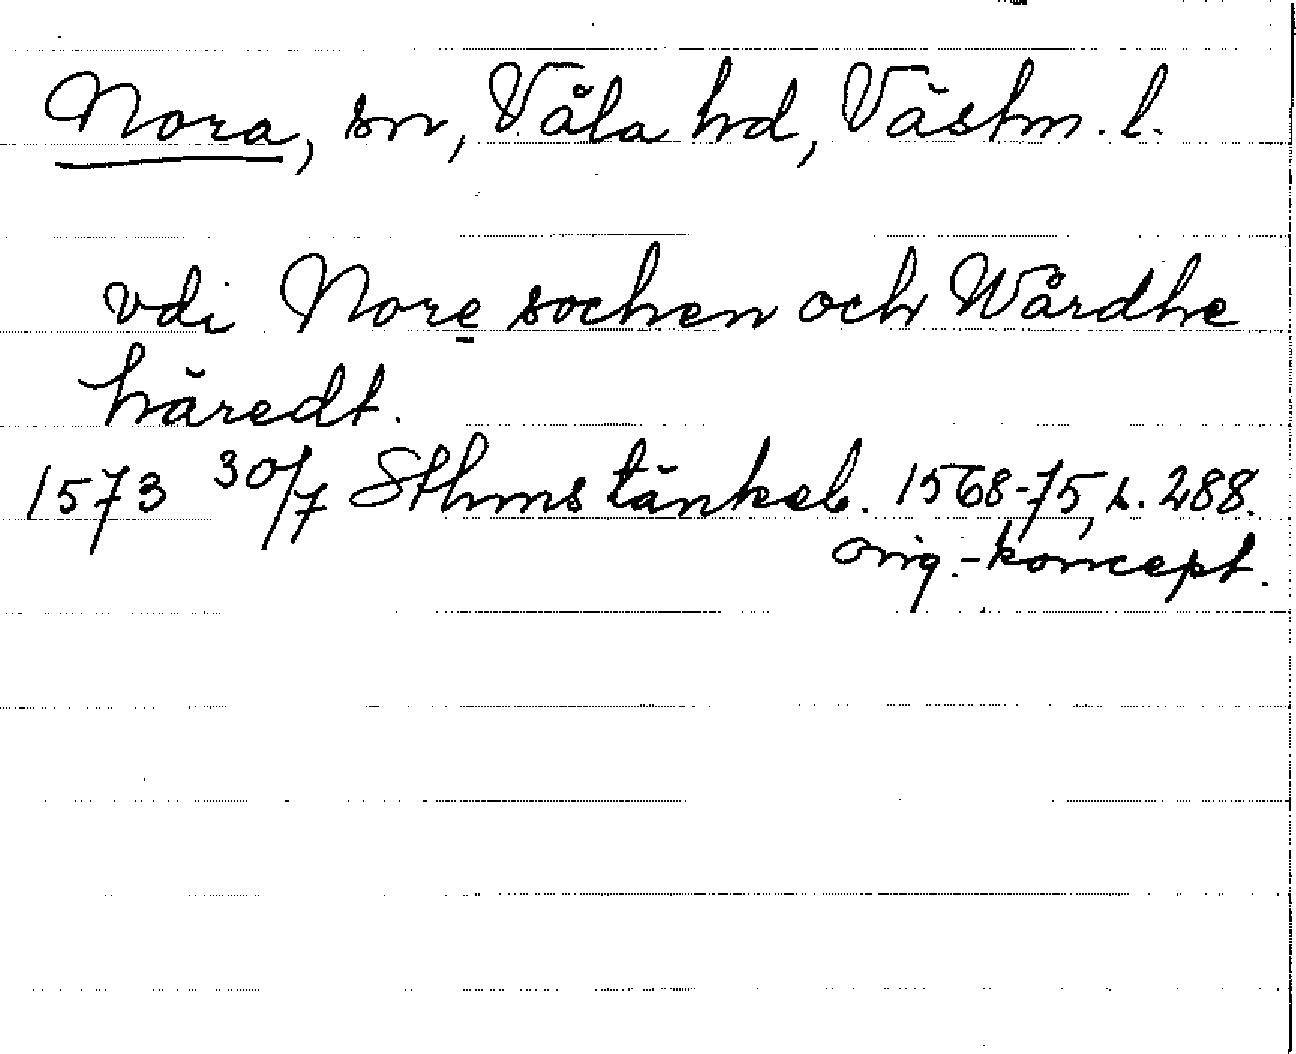 Nora, sn, Våla hd, Västm. l.
vdi Nore sochen och Wårdhe
häredt.
1573 30/7 Sthms tänkeb. 1568-75, s. 288.
orig.-koncept.